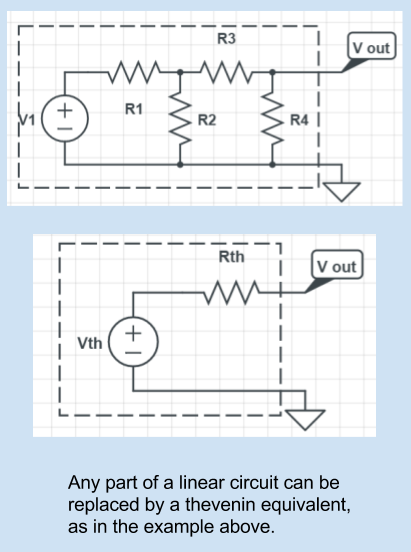 R3
V out
V1
R1
R2
R4
Rth
V out
Vth
Any part of a linear circuit can be
replaced by a thevenin equivalent,
as in the example above.